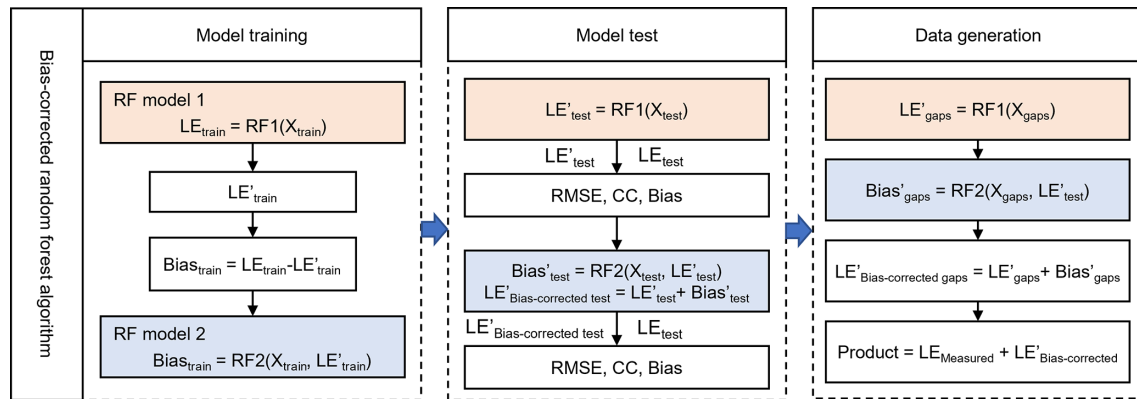 Bias-corrected random forest algorithm
Model training
RF model 1
LE_train = RF1(X_train)
LE’_train
Bias_train = LE_train-LE’_train
RF model 2
Bias_train = RF2(X_train, LE’_train)
Model test
LE’_test = RF1(X_test)
LE’_test LE_test
RMSE, CC, Bias
Bias’_test = RF2(X_test, LE’_test)
LE’_Bias-corrected test = LE’_test + Bias’_test
LE’_Bias-corrected test LE_test
RMSE, CC, Bias
Data generation
LE’_gaps = RF1(X_gaps)
Bias’_gaps = RF2(X_gaps, LE’_test)
LE’_Bias-corrected gaps = LE’_gaps + Bias’_gaps
Product = LE_Measured + LE’_Bias-corrected